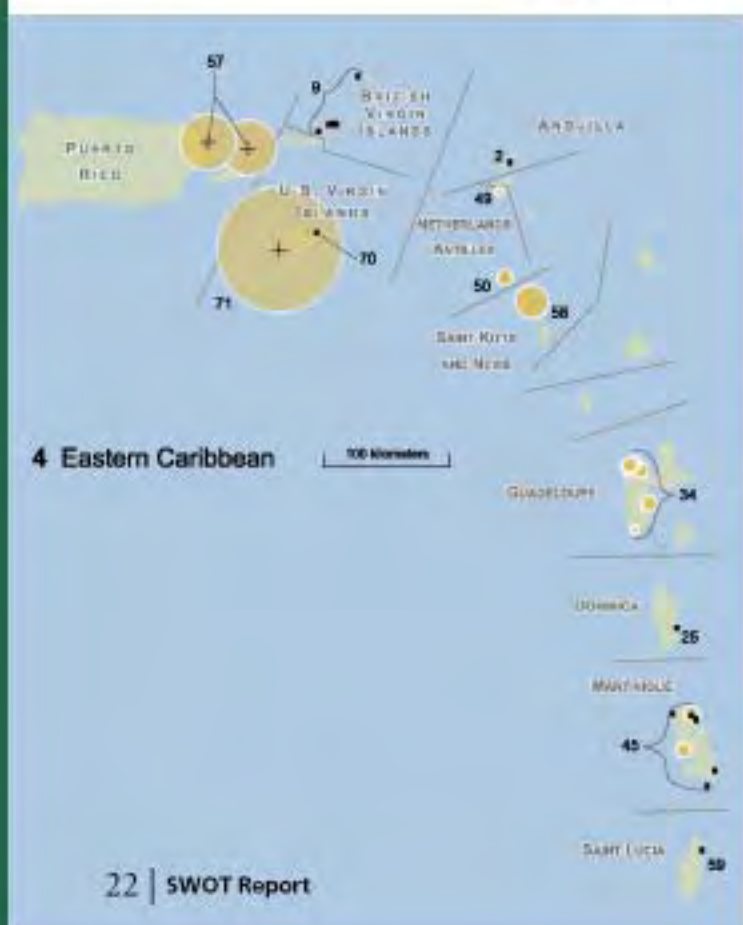 57
9
BRITISH
VIRGIN
ISLANDS
ANGUILLA
PUERTO
RICO
2
49
U.S. VIRGIN
ISLANDS
NETHERLANDS
ANTILLES
70
50
71
58
SAINT KITTS
AND NEVIS
4 Eastern Caribbean
100 kilometers
GUADELOUPE
34
DOMINICA
25
MARTINIQUE
45
SAINT LUCIA
59
22 | SWOT Report